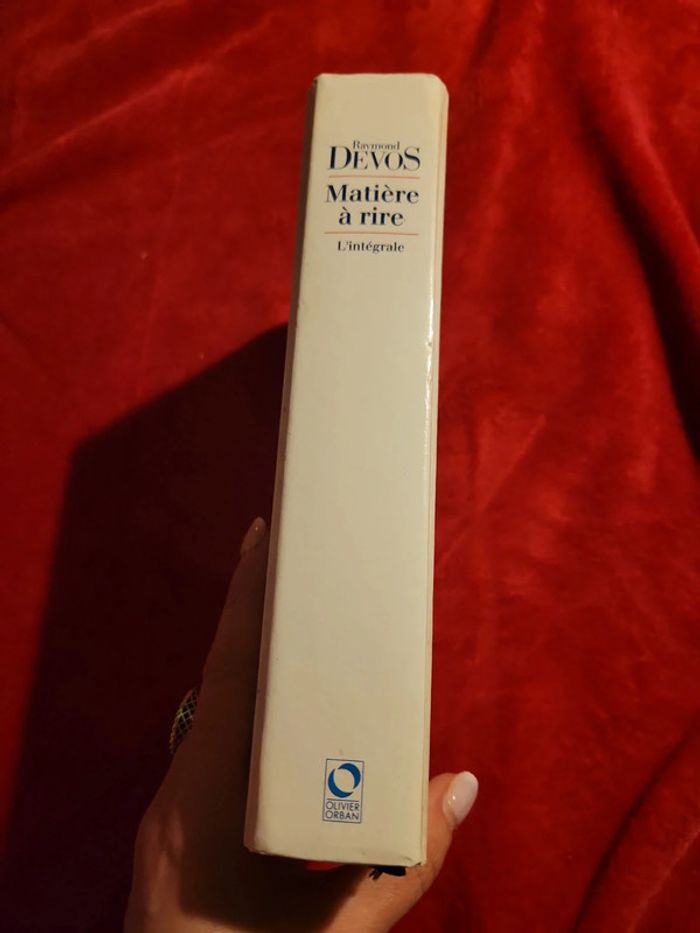 Raymond
DEVOS
Matière
à rire
L'intégrale
OLIVIER
ORBAN